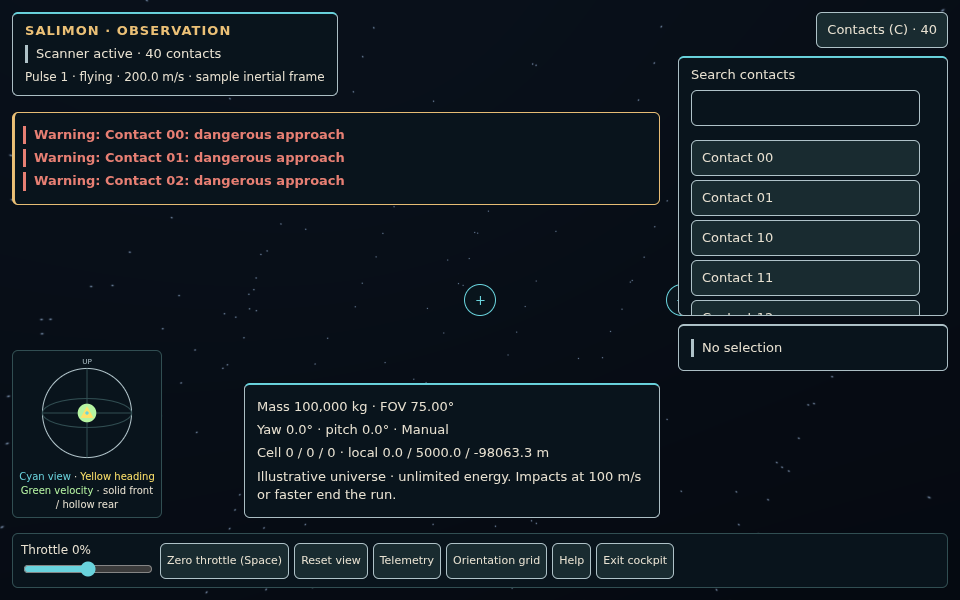 SALIMON · OBSERVATION
Scanner active · 40 contacts
Pulse 1 · flying · 200.0 m/s · sample inertial frame
Contacts (C) · 40
Search contacts
Warning: Contact 00: dangerous approach
Warning: Contact 01: dangerous approach
Warning: Contact 02: dangerous approach
Contact 00
Contact 01
Contact 10
Contact 11
Contact 12
+
No selection
UP
Cyan view · Yellow heading
Green velocity · solid front
/ hollow rear
Mass 100,000 kg · FOV 75.00°
Yaw 0.0° · pitch 0.0° · Manual
Cell 0 / 0 / 0 · local 0.0 / 5000.0 / -98063.3 m
Illustrative universe · unlimited energy. Impacts at 100 m/s
or faster end the run.
Throttle 0%
Zero throttle (Space)
Reset view
Telemetry
Orientation grid
Help
Exit cockpit